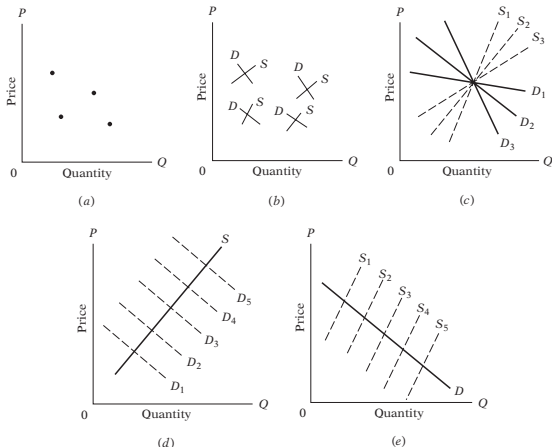 P
Price
0
Quantity
Q
(a)
P
Price
D
S
D
S
D
S
D
S
0
Quantity
Q
(b)
P
Price
S1
S2
S3
D1
D2
D3
0
Quantity
Q
(c)
P
Price
S
D5
D4
D3
D2
D1
0
Quantity
Q
(d)
P
Price
S1
S2
S3
S4
S5
D
0
Quantity
Q
(e)